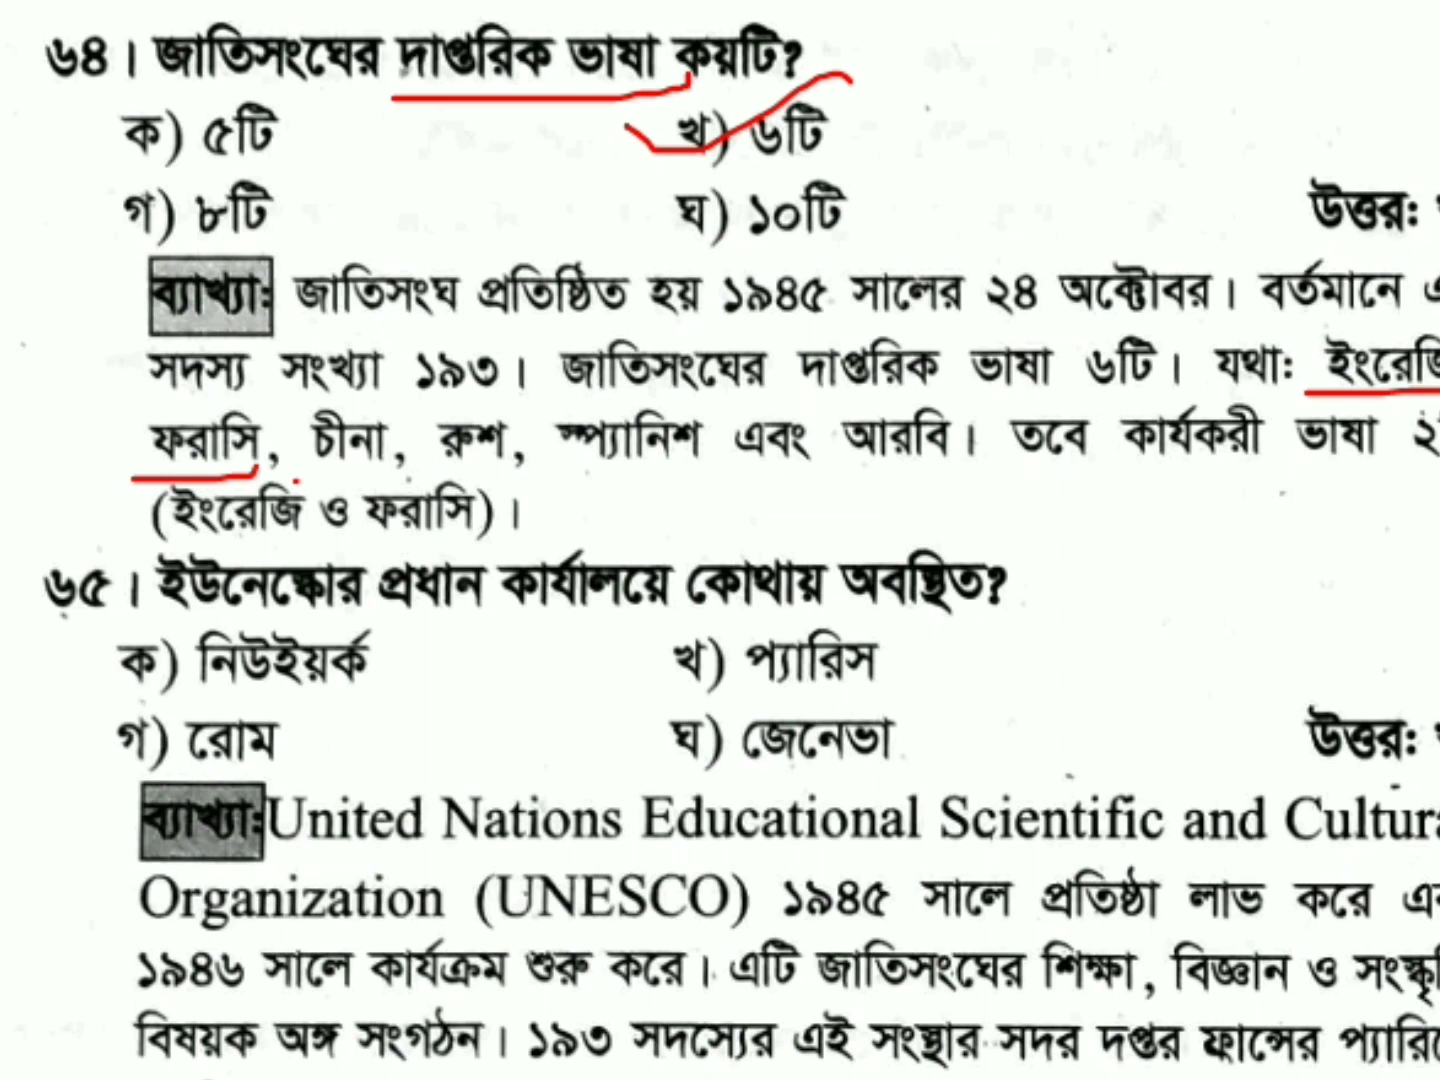 ৬৪। জাতিসংঘের দাপ্তরিক ভাষা কয়টি?
ক) ৫টি খ) ৬টি
গ) ৮টি ঘ) ১০টি উত্তর:
ব্যাখ্যা: জাতিসংঘ প্রতিষ্ঠিত হয় ১৯৪৫ সালের ২৪ অক্টোবর। বর্তমানে
সদস্য সংখ্যা ১৯৩। জাতিসংঘের দাপ্তরিক ভাষা ৬টি। যথা: ইংরেজি
ফরাসি, চীনা, রুশ, স্প্যানিশ এবং আরবি। তবে কার্যকরী ভাষা
(ইংরেজি ও ফরাসি)।
৬৫। ইউনেস্কোর প্রধান কার্যালয়ে কোথায় অবস্থিত?
ক) নিউইয়র্ক খ) প্যারিস
গ) রোম ঘ) জেনেভা উত্তর:
ব্যাখ্যা: United Nations Educational Scientific and Cultura
Organization (UNESCO) ১৯৪৫ সালে প্রতিষ্ঠা লাভ করে
১৯৪৬ সালে কার্যক্রম শুরু করে। এটি জাতিসংঘের শিক্ষা, বিজ্ঞান ও সংস্কৃতি
বিষয়ক অঙ্গ সংগঠন। ১৯৩ সদস্যের এই সংস্থার সদর দপ্তর ফ্রান্সের